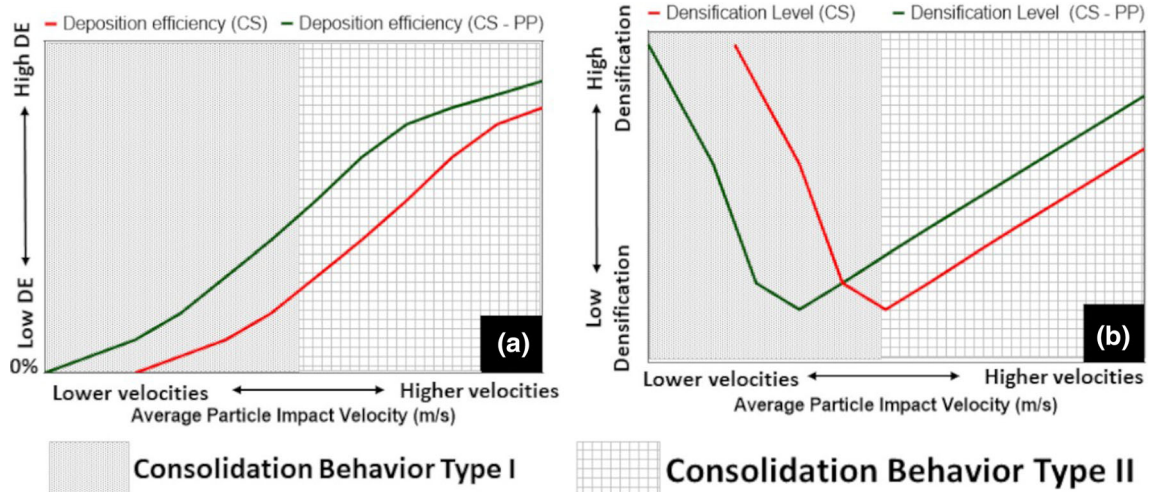 Deposition efficiency (CS)
Deposition efficiency (CS - PP)
High DE
Low DE
0%
(a)
Lower velocities
Higher velocities
Average Particle Impact Velocity (m/s)
Densification Level (CS)
Densification Level (CS - PP)
High
Densification
Low
Densification
(b)
Lower velocities
Higher velocities
Average Particle Impact Velocity (m/s)
Consolidation Behavior Type I
Consolidation Behavior Type II